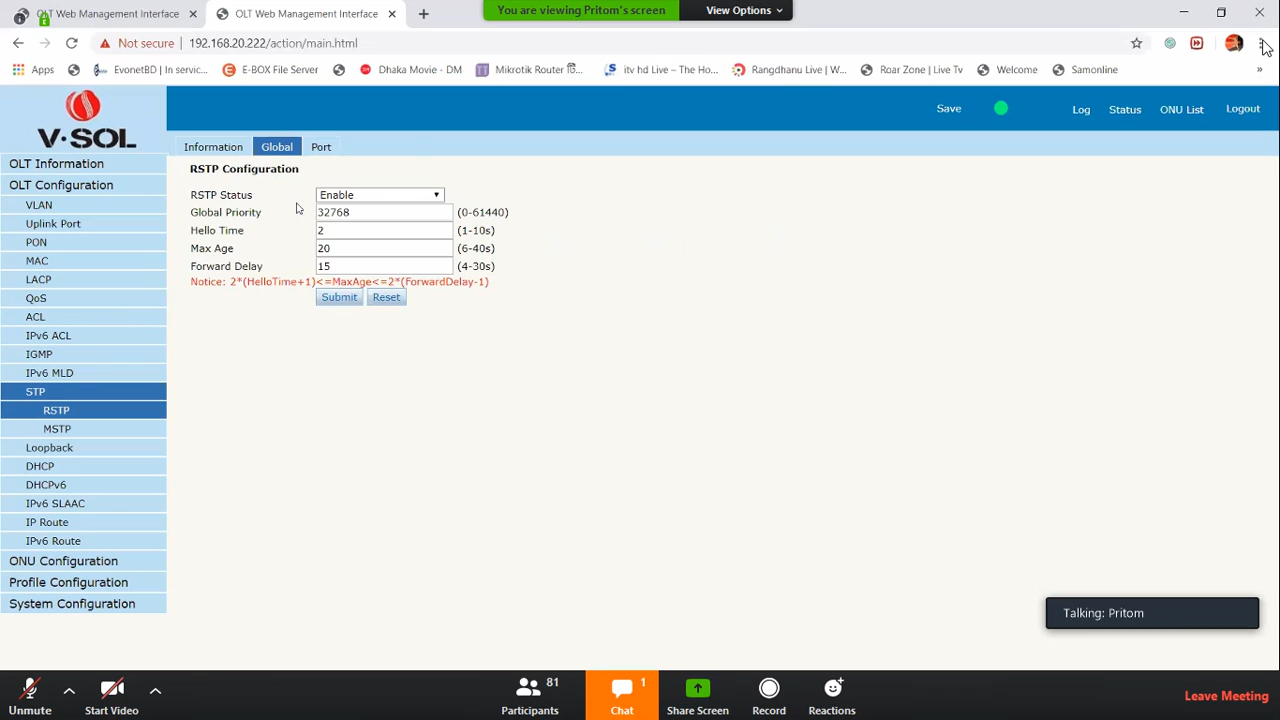 You are viewing Pritom's screen View Options
OLT Web Management Interface OLT Web Management Interface
Not secure 192.168.20.222/action/main.html
Apps EvonetBD | In servic... E-BOX File Server Dhaka Movie - DM Mikrotik Router itv hd Live – The Ho... Rangdhanu Live | W... Roar Zone | Live Tv Welcome Samonline »
V·SOL
Save Log Status ONU List Logout
Information Global Port
OLT Information
OLT Configuration
VLAN
Uplink Port
PON
MAC
LACP
QoS
ACL
IPv6 ACL
IGMP
IPv6 MLD
STP
RSTP
MSTP
Loopback
DHCP
DHCPv6
IPv6 SLAAC
IP Route
IPv6 Route
ONU Configuration
Profile Configuration
System Configuration
RSTP Configuration
RSTP Status Enable
Global Priority 32768 (0-61440)
Hello Time 2 (1-10s)
Max Age 20 (6-40s)
Forward Delay 15 (4-30s)
Notice: 2*(HelloTime+1)<=MaxAge<=2*(ForwardDelay-1)
Submit Reset
Talking: Pritom
Unmute Start Video Participants 81 Chat 1 Share Screen Record Reactions Leave Meeting